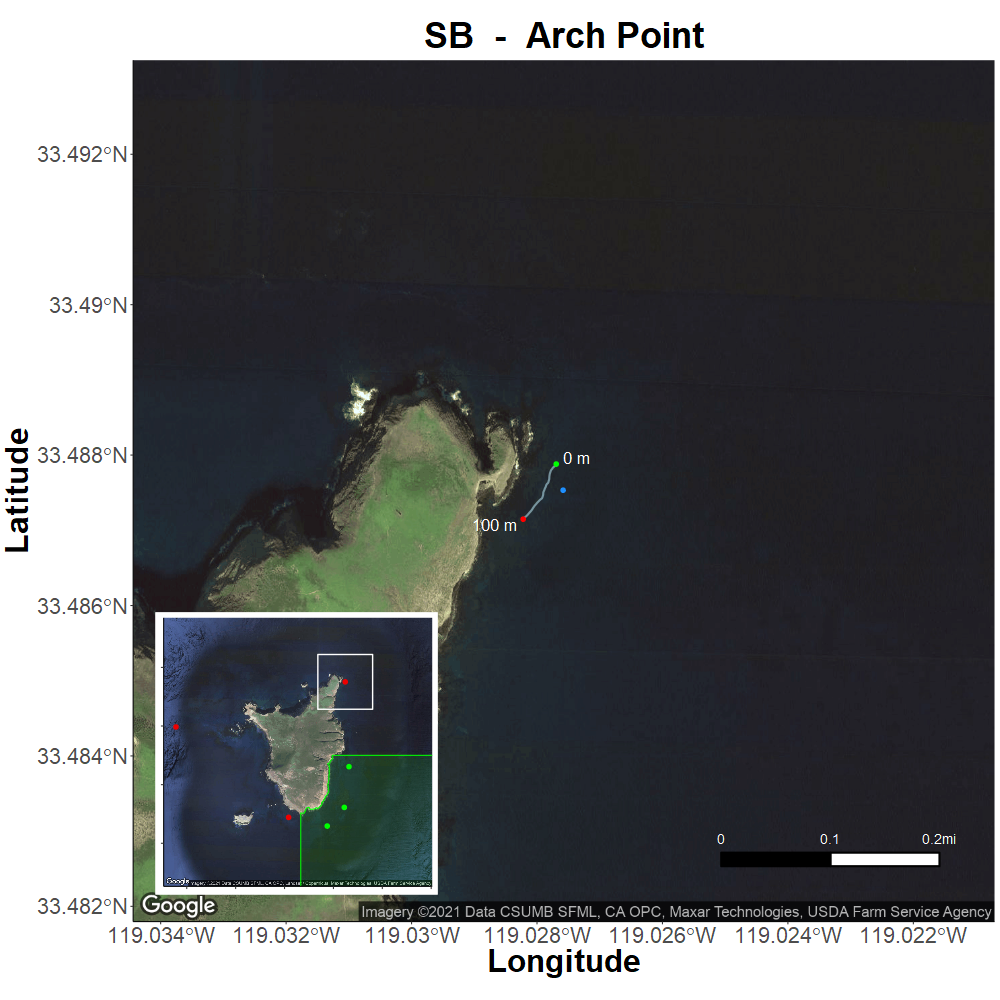 SB - Arch Point
33.492°N
33.49°N
33.488°N
33.486°N
33.484°N
33.482°N
Latitude
0 m
100 m
0 0.1 0.2mi
Google
Google
Imagery ©2021 Data CSUMB SFML, CA OPC, Maxar Technologies, USDA Farm Service Agency
119.034°W 119.032°W 119.03°W 119.028°W 119.026°W 119.024°W 119.022°W
Longitude